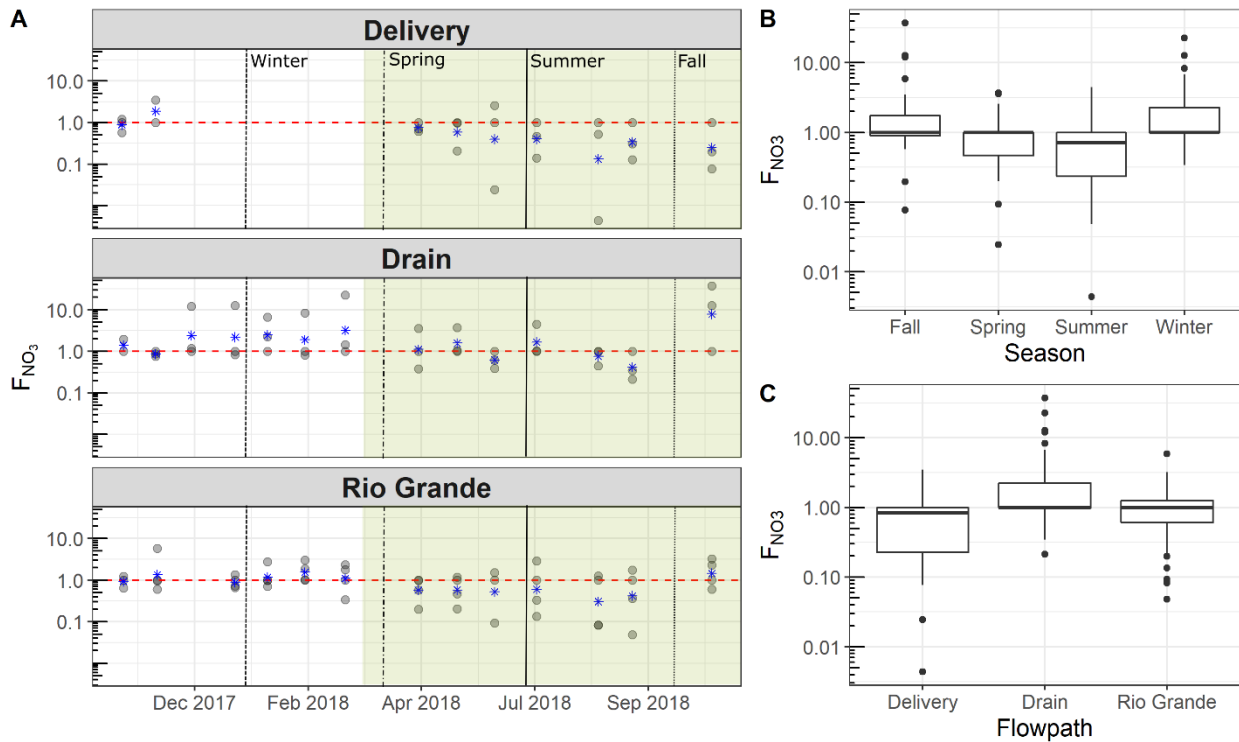 A
Delivery
Winter
Spring
Summer
Fall
10.0
1.0
0.1
Drain
10.0
1.0
0.1
Rio Grande
10.0
1.0
0.1
F NO3
Dec 2017 Feb 2018 Apr 2018 Jul 2018 Sep 2018
B
10.00
1.00
0.10
0.01
F NO3
Fall Spring Summer Winter
Season
C
10.00
1.00
0.10
0.01
F NO3
Delivery Drain Rio Grande
Flowpath